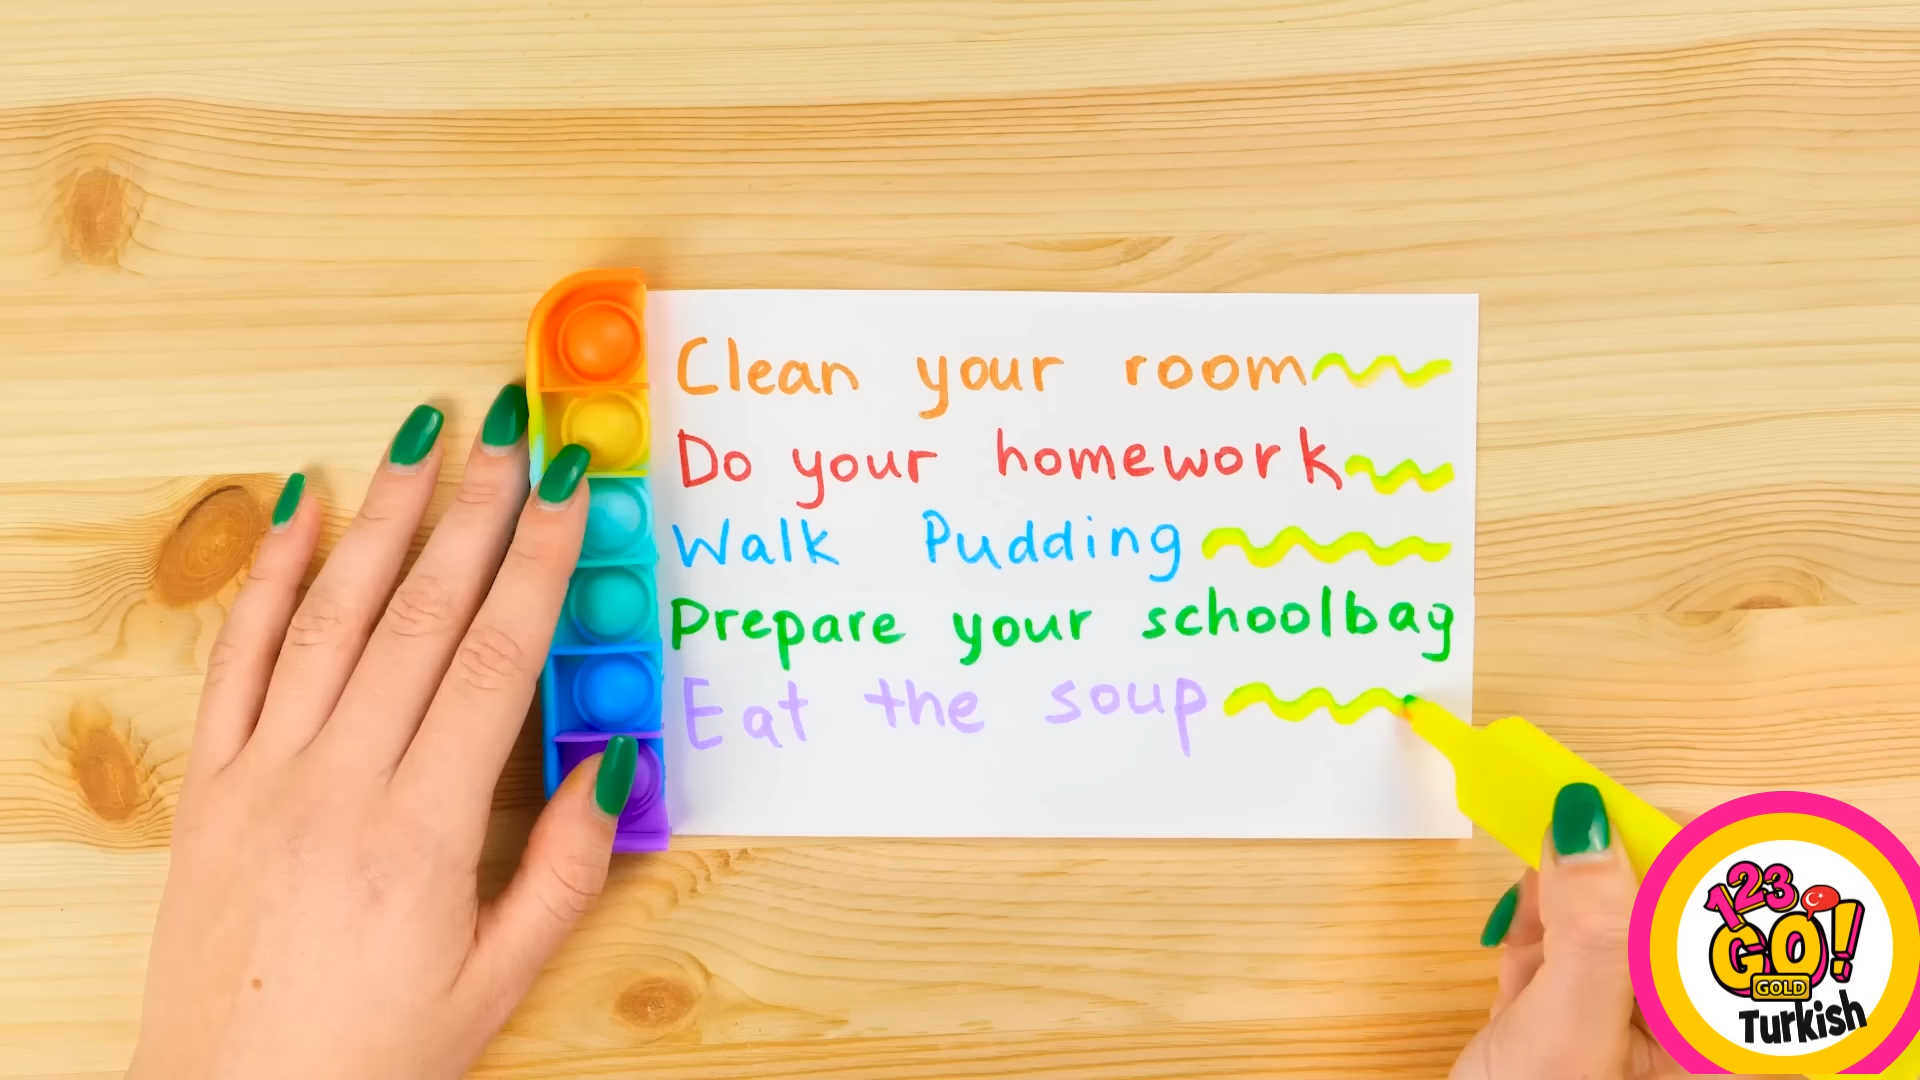 Clean your room
Do your homework
Walk Pudding
Prepare your schoolbag
Eat the soup
123
GO!
GOLD
Turkish